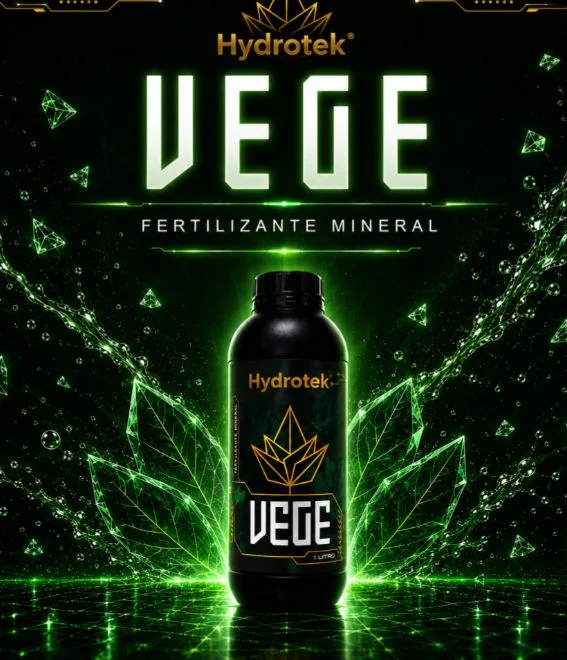 Hydrotek®
VEGE
FERTILIZANTE MINERAL
Hydrotek
FERTILIZANTE MINERAL
VEGE
1 LITRO